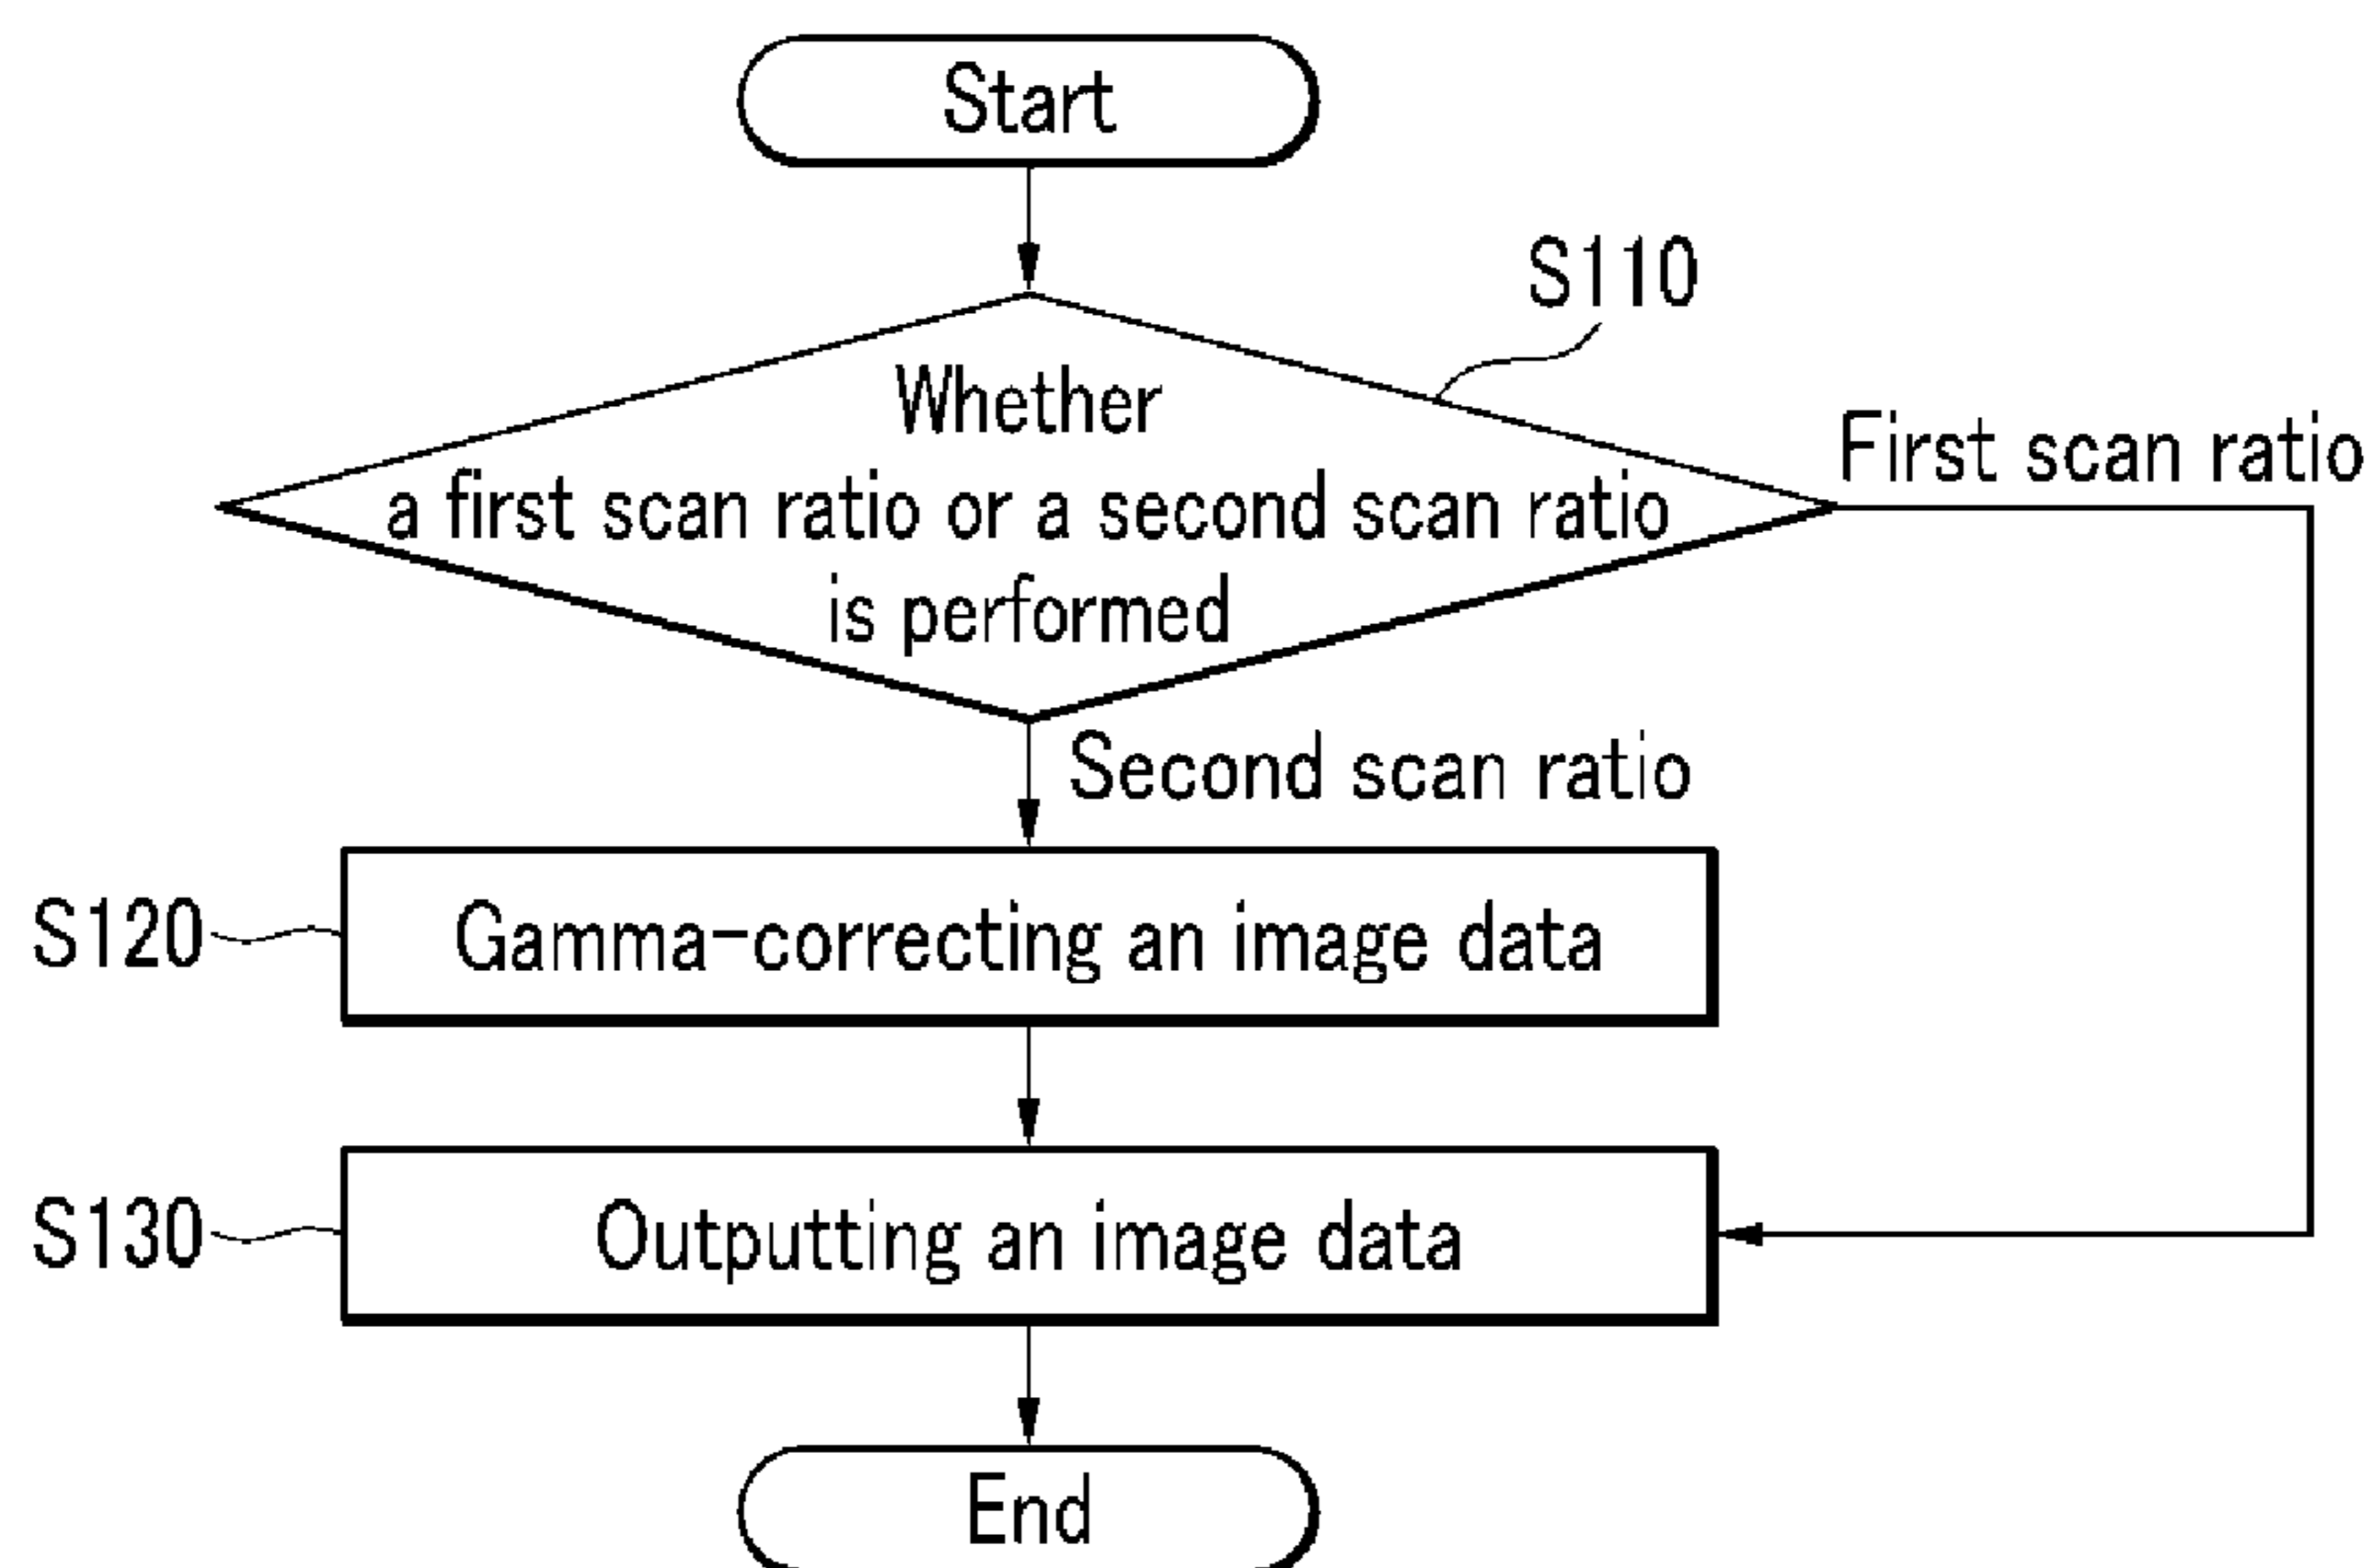 Start
S110
Whether
a first scan ratio or a second scan ratio
is performed
First scan ratio
Second scan ratio
S120
Gamma-correcting an image data
S130
Outputting an image data
End